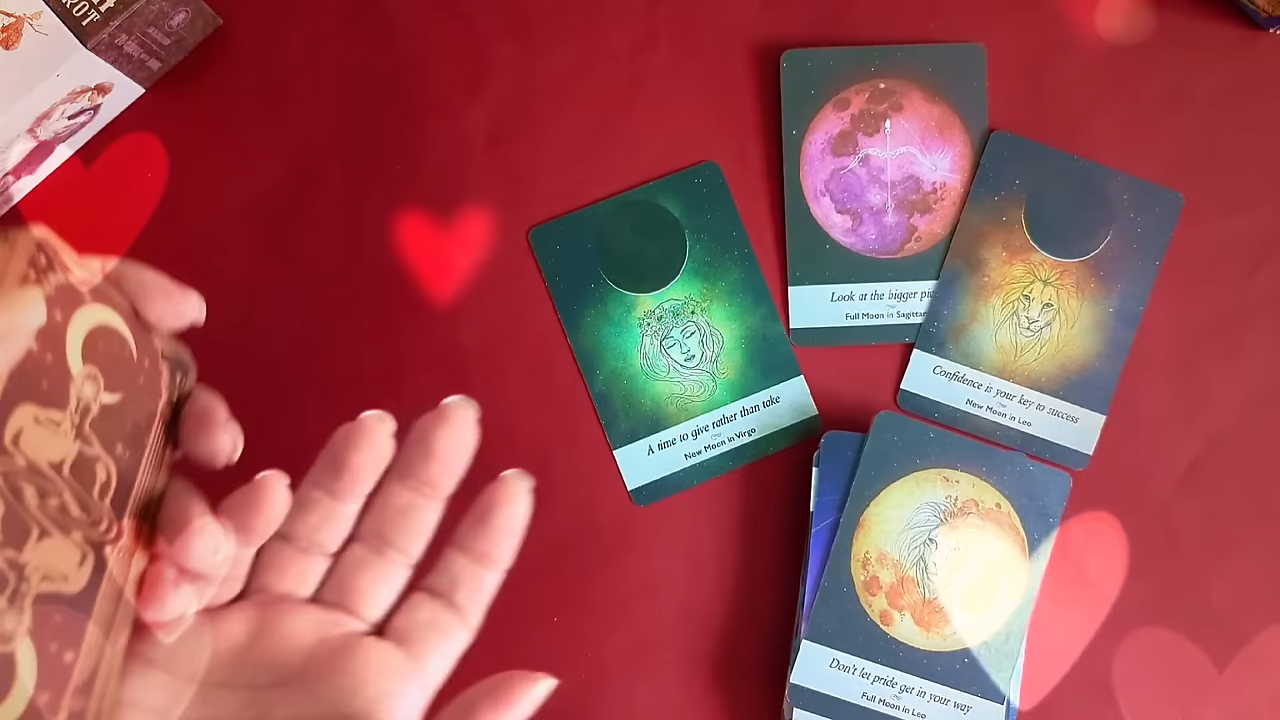 TAROT
Look at the bigger
Full Moon in
Confidence is your key to success
New Moon in Leo
A time to give rather than take
New Moon in Virgo
Don't let pride get in your way
Full Moon in Leo